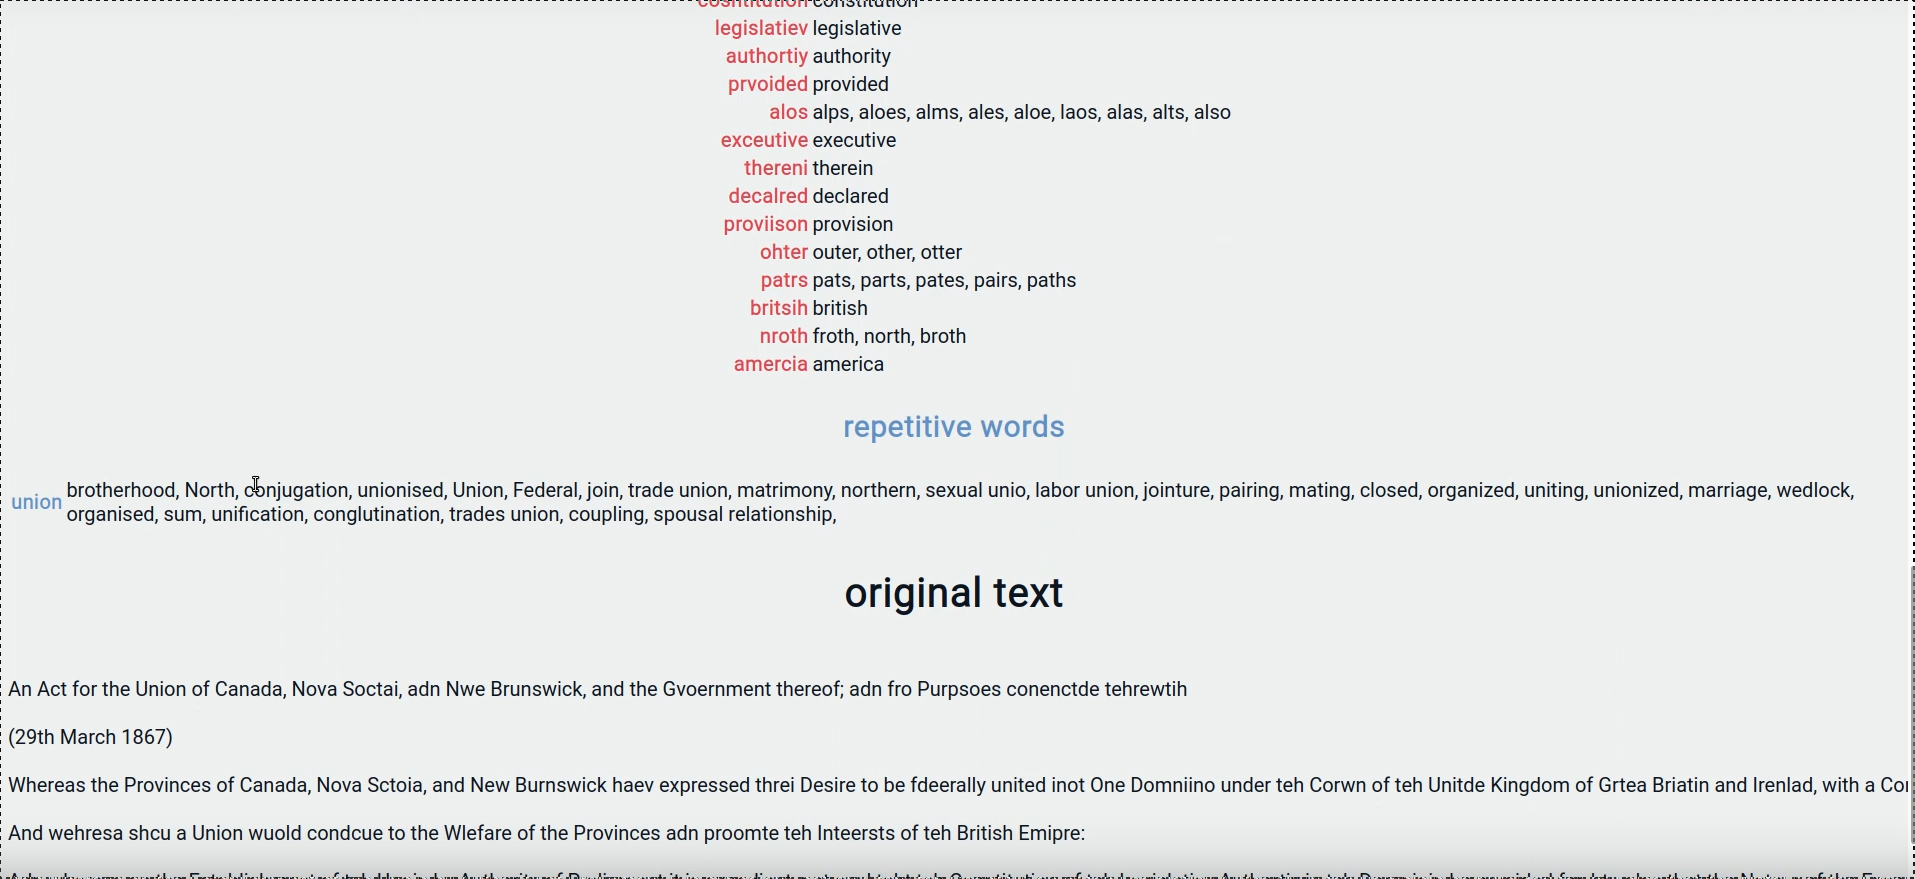 constitution
legislatiev legislative
authortiy authority
prvoided provided
alos alps, aloes, alms, ales, aloe, laos, alas, alts, also
exceutive executive
thereni therein
decalred declared
proviison provision
ohter outer, other, otter
patrs pats, parts, pates, pairs, paths
britsih british
nroth froth, north, broth
amercia america
repetitive words
union brotherhood, North, conjugation, unionised, Union, Federal, join, trade union, matrimony, northern, sexual unio, labor union, jointure, pairing, mating, closed, organized, uniting, unionized, marriage, wedlock,
organised, sum, unification, conglutination, trades union, coupling, spousal relationship,
original text
An Act for the Union of Canada, Nova Soctai, adn Nwe Brunswick, and the Gvoernment thereof; adn fro Purpsoes conenctde tehrewtih
(29th March 1867)
Whereas the Provinces of Canada, Nova Sctoia, and New Burnswick haev expressed threi Desire to be fdeerally united inot One Domniino under teh Corwn of teh Unitde Kingdom of Grtea Briatin and Irenlad, with a
And wehresa shcu a Union wuold condcue to the Wlefare of the Provinces adn proomte teh Inteersts of teh British Emipre: